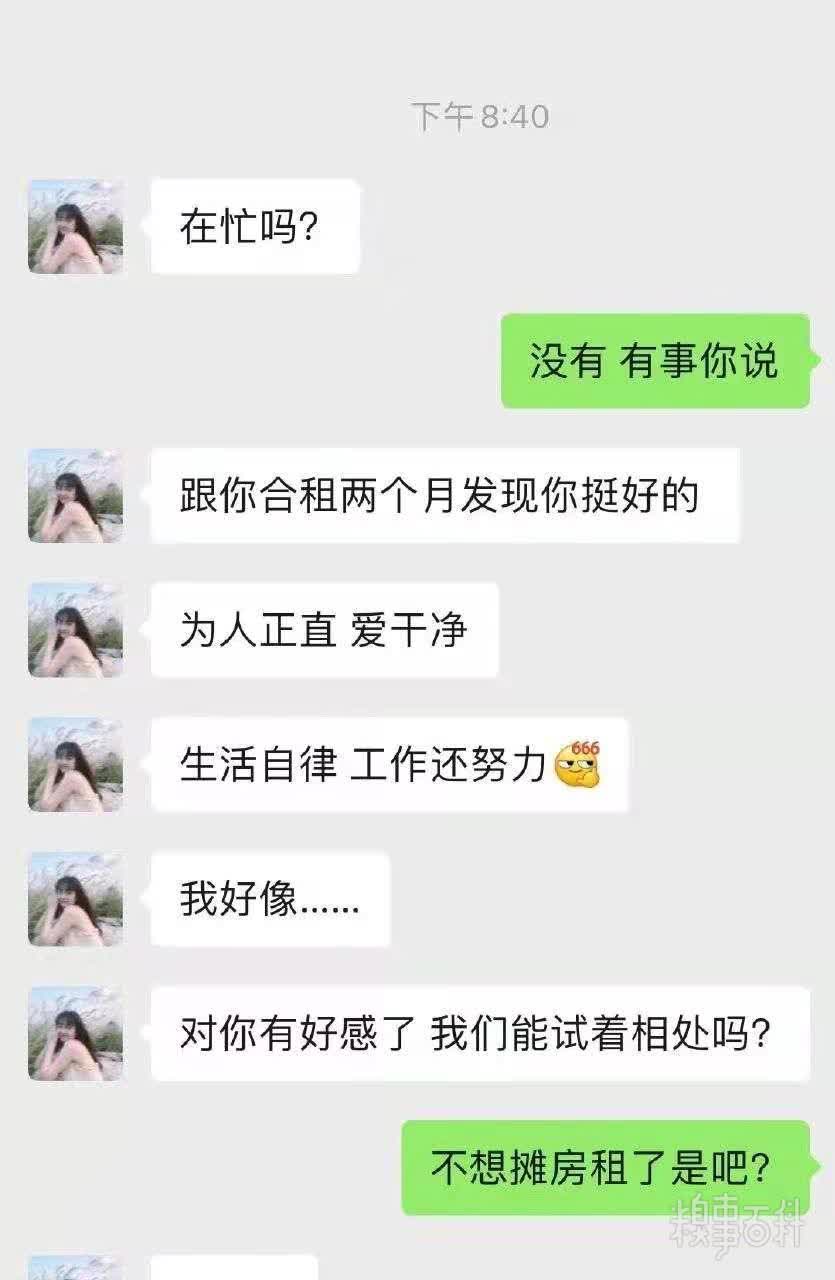 下午8:40
在忙吗？
没有 有事你说
跟你合租两个月发现你挺好的
为人正直 爱干净
生活自律 工作还努力
666
我好像......
对你有好感了 我们能试着相处吗？
不想摊房租了是吧？
糗事百科